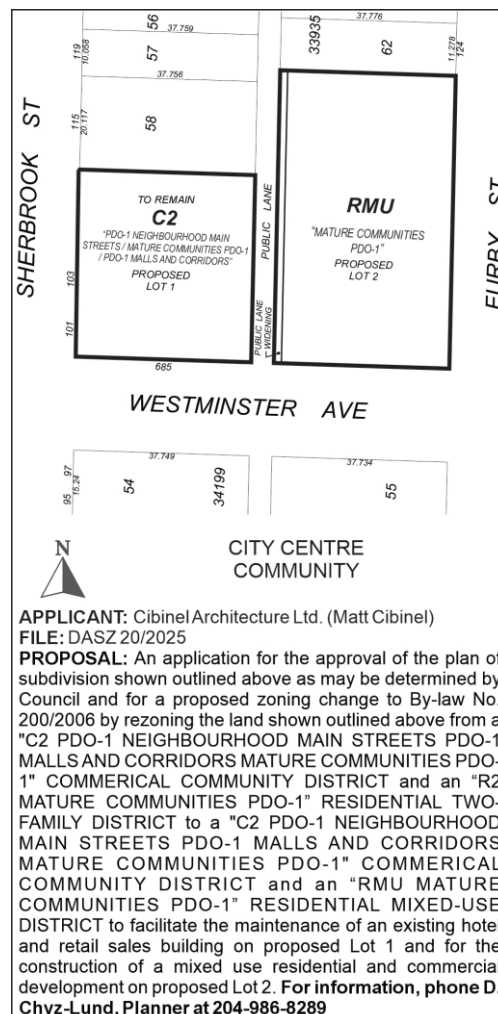 56
37.759
119
10.058
57
37.756
115
20.117
58
33935
37.776
62
11.278
124
SHERBROOK ST
TO REMAIN
C2
"PDO-1 NEIGHBOURHOOD MAIN
STREETS / MATURE COMMUNITIES PDO-1
/ PDO-1 MALLS AND CORRIDORS"
PROPOSED
LOT 1
103
101
685
PUBLIC LANE
PUBLIC LANE
WIDENING
RMU
"MATURE COMMUNITIES
PDO-1"
PROPOSED
LOT 2
FURBY ST
WESTMINSTER AVE
97
95
15.24
37.749
54
34199
37.734
55
N
CITY CENTRE
COMMUNITY
APPLICANT: Cibinel Architecture Ltd. (Matt Cibinel)
FILE: DASZ 20/2025
PROPOSAL: An application for the approval of the plan of
subdivision shown outlined above as may be determined by
Council and for a proposed zoning change to By-law No.
200/2006 by rezoning the land shown outlined above from a
"C2 PDO-1 NEIGHBOURHOOD MAIN STREETS PDO-1
MALLS AND CORRIDORS MATURE COMMUNITIES PDO-
1" COMMERICAL COMMUNITY DISTRICT and an “R2
MATURE COMMUNITIES PDO-1” RESIDENTIAL TWO-
FAMILY DISTRICT to a "C2 PDO-1 NEIGHBOURHOOD
MAIN STREETS PDO-1 MALLS AND CORRIDORS
MATURE COMMUNITIES PDO-1" COMMERICAL
COMMUNITY DISTRICT and an “RMU MATURE
COMMUNITIES PDO-1” RESIDENTIAL MIXED-USE
DISTRICT to facilitate the maintenance of an existing hotel
and retail sales building on proposed Lot 1 and for the
construction of a mixed use residential and commercial
development on proposed Lot 2. For information, phone D.
Chyz-Lund, Planner at 204-986-8289